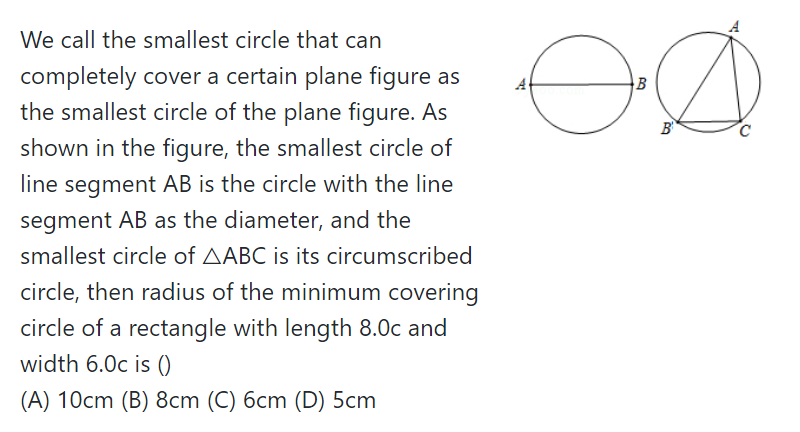 We call the smallest circle that can
completely cover a certain plane figure as
the smallest circle of the plane figure. As
shown in the figure, the smallest circle of
line segment AB is the circle with the line
segment AB as the diameter, and the
smallest circle of △ABC is its circumscribed
circle, then radius of the minimum covering
circle of a rectangle with length 8.0c and
width 6.0c is ()
(A) 10cm (B) 8cm (C) 6cm (D) 5cm
A B
A
B C